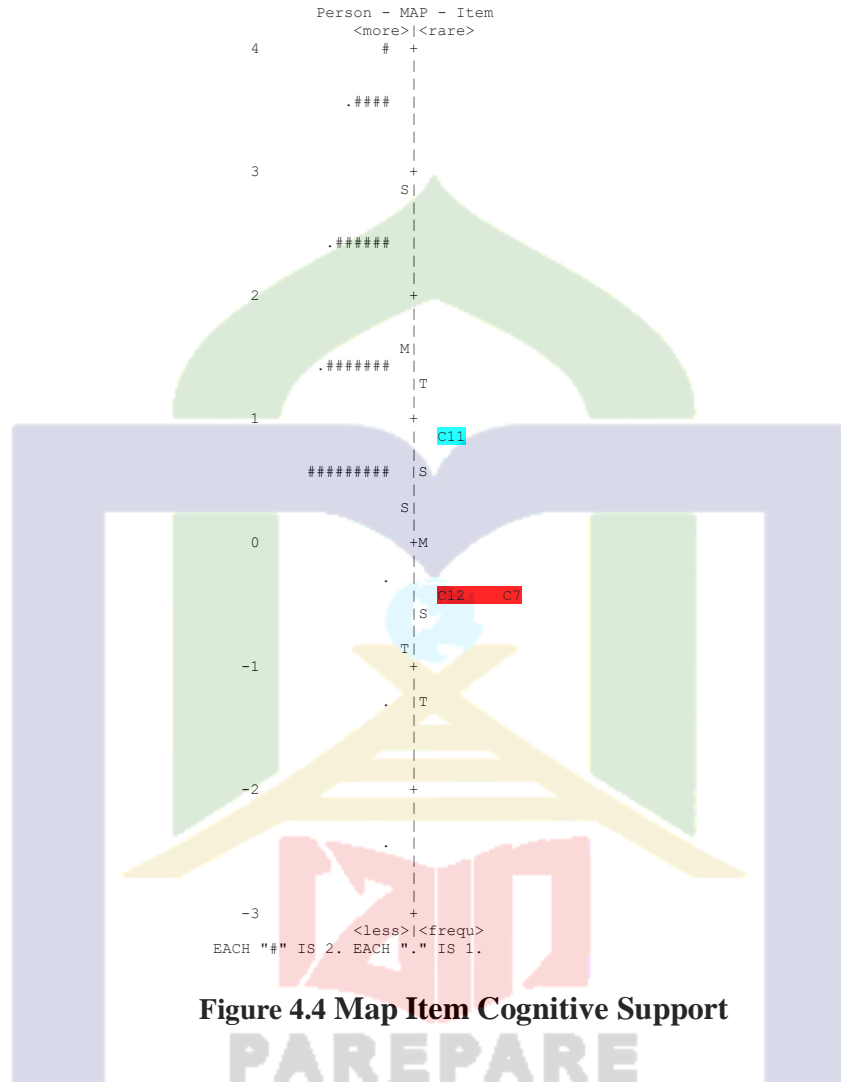 Person - MAP - Item
<more>|<rare>
4 # +
|
|
.#### |
|
|
|
3 +
S|
|
|
.###### |
|
|
2 +
|
|
M|
.####### |
|T
|
1 +
C11
|
######### |S
|
S|
|
0 +M
|
. |
|
C12 C7
|S
|
T|
-1 +
|
. |T
|
|
|
|
-2 +
|
|
. |
|
|
|
-3 +
<less>|<frequ>
EACH "#" IS 2. EACH "." IS 1.
Figure 4.4 Map Item Cognitive Support
PAREPARE